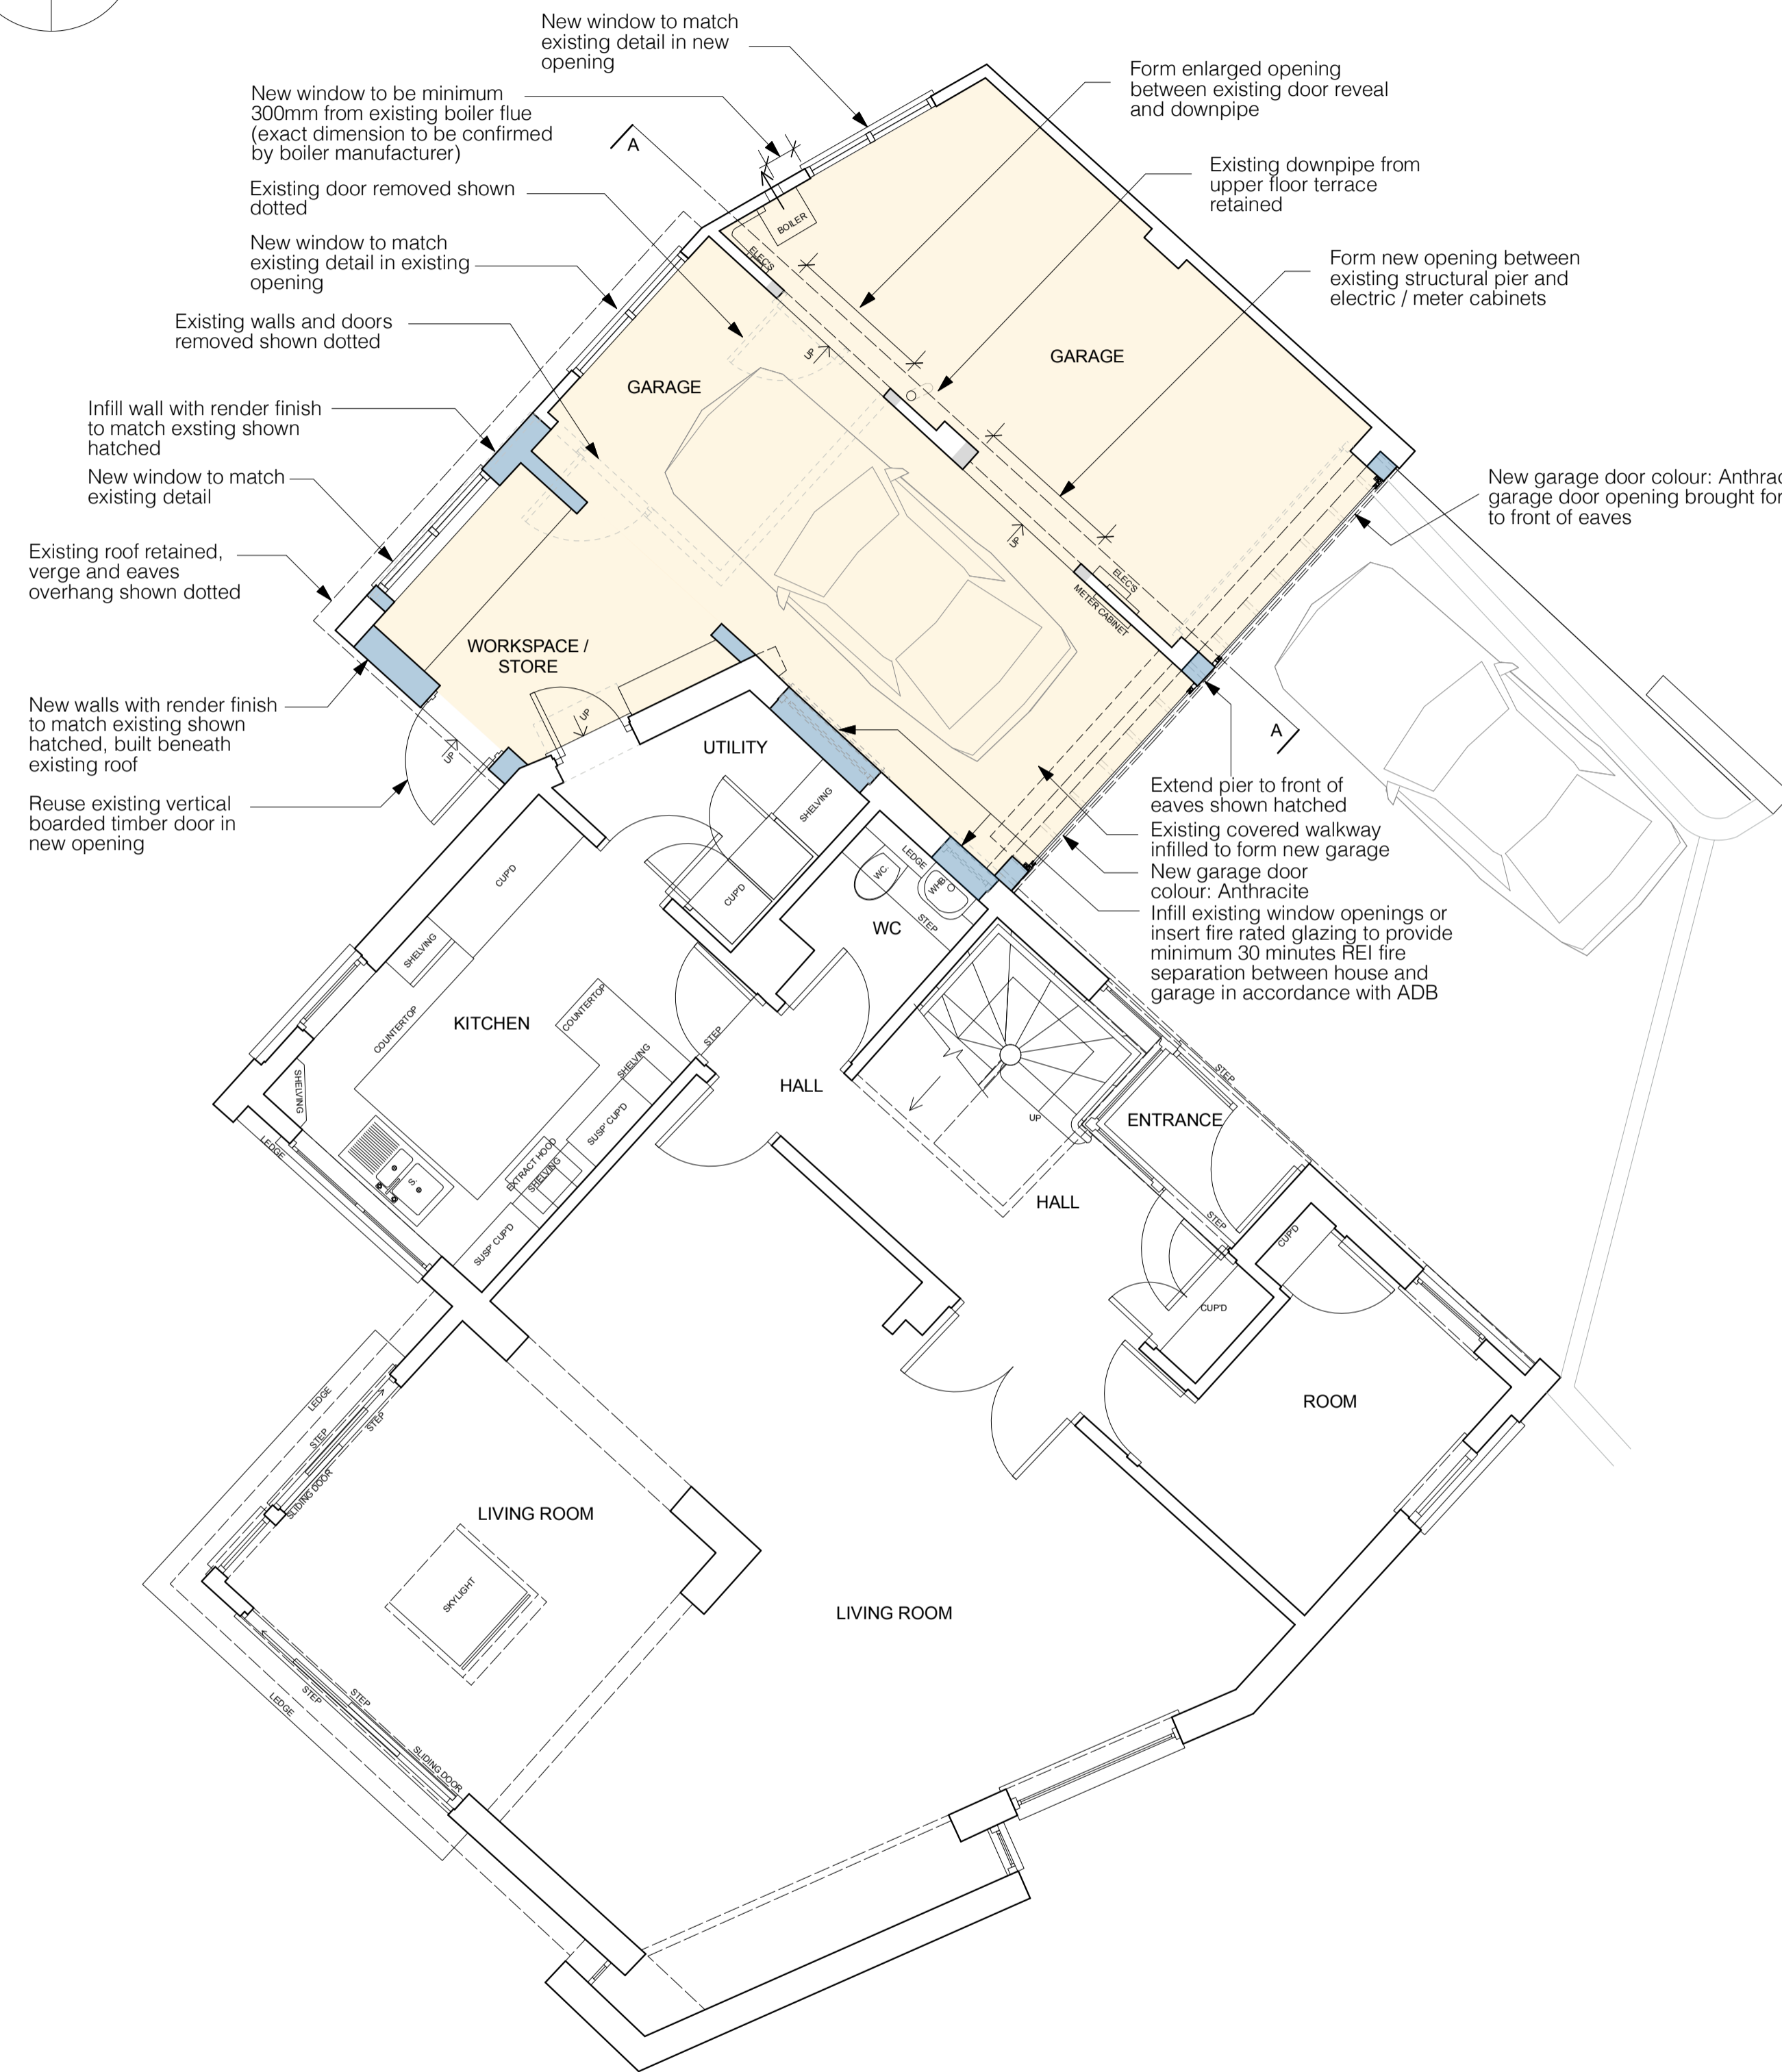 New window to match
existing detail in new
opening
New window to be minimum
300mm from existing boiler flue
(exact dimension to be confirmed
by boiler manufacturer)
Existing door removed shown
dotted
New window to match
existing detail in existing
opening
Existing walls and doors
removed shown dotted
Infill wall with render finish
to match exsting shown
hatched
New window to match
existing detail
Existing roof retained,
verge and eaves
overhang shown dotted
New walls with render finish
to match existing shown
hatched, built beneath
existing roof
Reuse existing vertical
boarded timber door in
new opening
Form enlarged opening
between existing door reveal
and downpipe
Existing downpipe from
upper floor terrace
retained
Form new opening between
existing structural pier and
electric / meter cabinets
New garage door colour: Anthrac
garage door opening brought for
to front of eaves
Extend pier to front of
eaves shown hatched
Existing covered walkway
infilled to form new garage
New garage door
colour: Anthracite
Infill existing window openings or
insert fire rated glazing to provide
minimum 30 minutes REI fire
separation between house and
garage in accordance with ADB
A
BOILER
ELEC'S
UP
GARAGE
GARAGE
UP
ELEC'S
METER CABINET
A
WORKSPACE /
STORE
UP
UP
UTILITY
SHELVING
CUP'D
CUP'D
SHELVING
LEDGE
WC.
WHB
STEP
WC
COUNTERTOP
KITCHEN
COUNTERTOP
STEP
SHELVING
SHELVING
SUSP' CUP'D
EXTRACT HOOD
SHELVING
SUSP' CUP'D
LEDGE
S.
HALL
UP
STEP
ENTRANCE
HALL
STEP
CUP'D
CUP'D
ROOM
LEDGE
STEP
STEP
SLIDING DOOR
LIVING ROOM
SKYLIGHT
LIVING ROOM
STEP
STEP
LEDGE
SLIDING DOOR